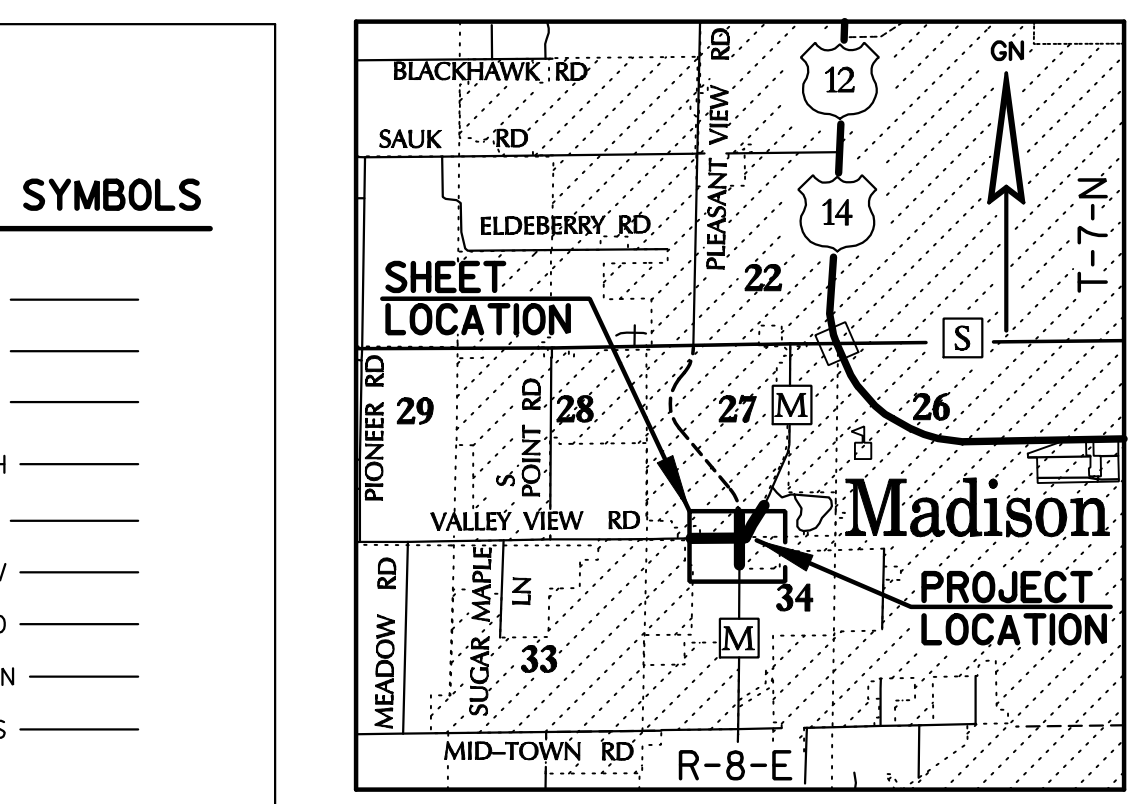 SYMBOLS
H
V
O
N
S
BLACKHAWK RD
SAUK RD
ELDEBERRY RD
PLEASANT VIEW RD
12
14
GN
T-7-N
SHEET
LOCATION
22
S
PIONEER RD
29
S
POINT RD
28
27
M
26
Madison
VALLEY VIEW RD
MEADOW RD
SUGAR MAPLE
LN
33
34
PROJECT
LOCATION
M
MID-TOWN RD
R-8-E